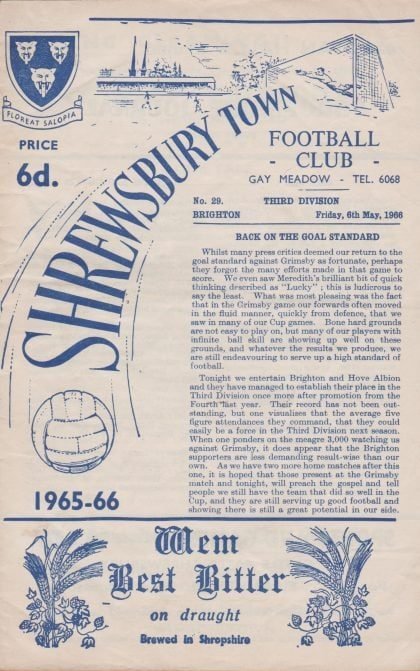 FLOREAT SALOPIA
PRICE
6d.
SHREWSBURY TOWN
FOOTBALL
- CLUB -
GAY MEADOW - TEL. 6068
No. 29. THIRD DIVISION
BRIGHTON Friday, 6th May, 1966
BACK ON THE GOAL STANDARD
Whilst many press critics deemed our return to the
goal standard against Grimsby as fortunate, perhaps
they forgot the many efforts made in that game to
score. We even saw Meredith's brilliant bit of quick
thinking described as "Lucky" ; this is ludicrous to
say the least. What was most pleasing was the fact
that in the Grimsby game our forwards often moved
in the fluid manner, quickly from defence, that we
saw in many of our Cup games. Bone hard grounds
are not easy to play on, but many of our players with
infinite ball skill are showing up well on these
grounds, and whatever the results we produce, we
are still endeavouring to serve up a high standard of
football.
Tonight we entertain Brighton and Hove Albion
and they have managed to establish their place in the
Third Division once more after promotion from the
Fourth last year. Their record has not been out-
standing, but one visualises that the average five
figure attendances they command, that they could
easily be a force in the Third Division next season.
When one ponders on the meagre 3,000 watching us
against Grimsby, it does appear that the Brighton
supporters are less demanding result-wise than our
own. As we have two more home matches after this
one, it is hoped that those present at the Grimsby
match and tonight, will preach the gospel and tell
people we still have the team that did so well in the
Cup, and they are still serving up good football and
showing there is still a great potential in our side.
1965-66
Wem
Best Bitter
on draught
Brewed in Shropshire